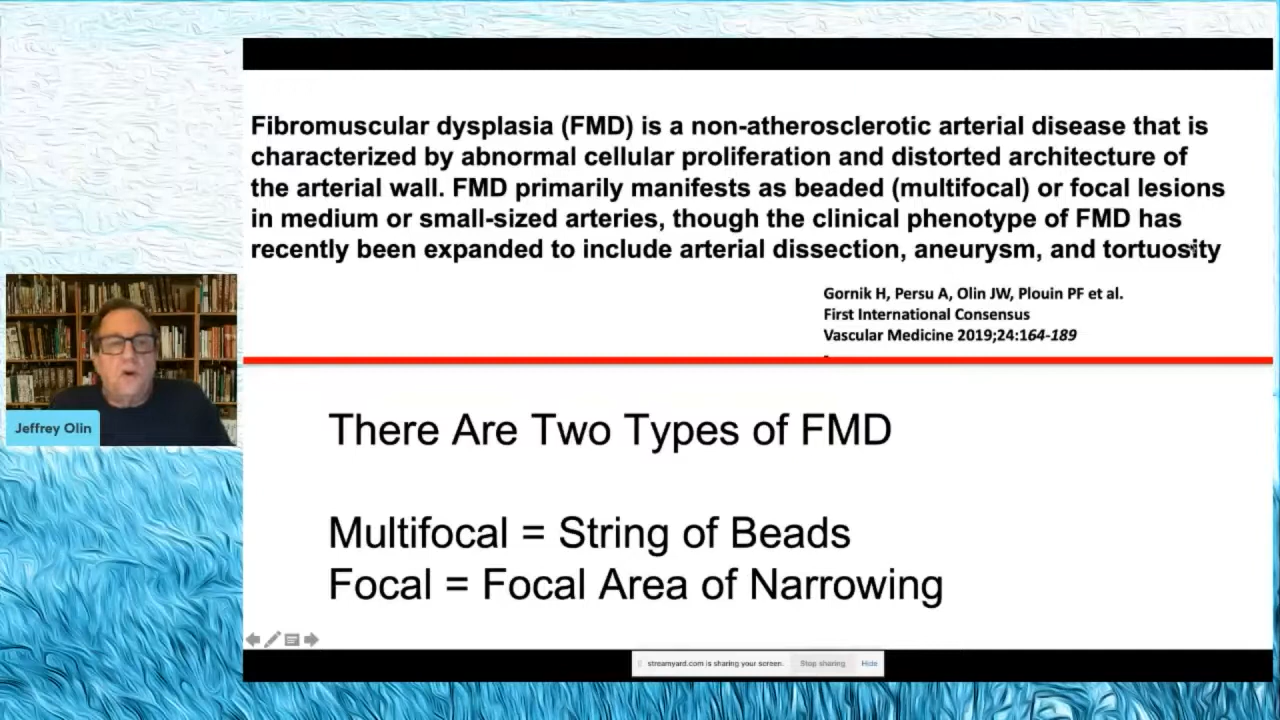 Fibromuscular dysplasia (FMD) is a non-atherosclerotic arterial disease that is
characterized by abnormal cellular proliferation and distorted architecture of
the arterial wall. FMD primarily manifests as beaded (multifocal) or focal lesions
in medium or small-sized arteries, though the clinical phenotype of FMD has
recently been expanded to include arterial dissection, aneurysm, and tortuosity
Gornik H, Persu A, Olin JW, Plouin PF et al.
First International Consensus
Vascular Medicine 2019;24:164-189
Jeffrey Olin
There Are Two Types of FMD
Multifocal = String of Beads
Focal = Focal Area of Narrowing
streamyard.com is sharing your screen. Stop sharing Hide